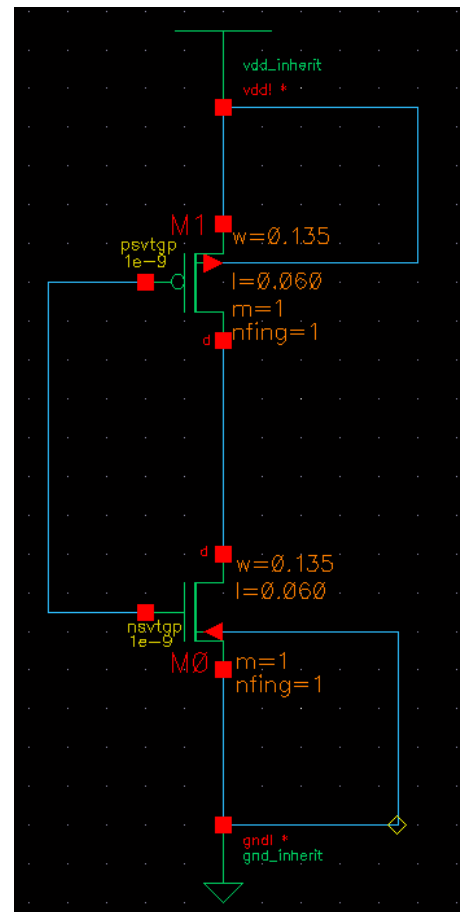 vdd_inherit
vdd! *
M1
w=0.135
psvtgp
1e-9
l=0.060
m=1
nfing=1
d
d
w=0.135
l=0.060
nsvtgp
1e-9
M0
m=1
nfing=1
gnd! *
gnd_inherit